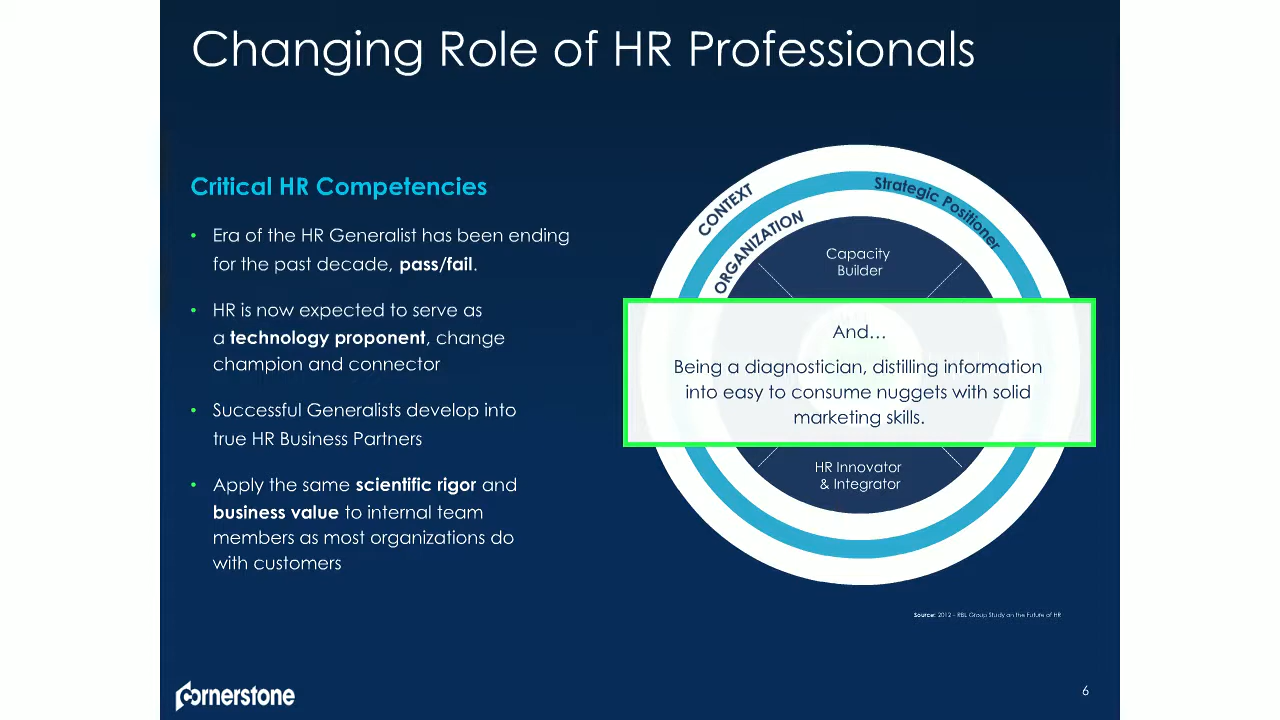 Changing Role of HR Professionals
Critical HR Competencies
• Era of the HR Generalist has been ending
for the past decade, pass/fail.
• HR is now expected to serve as
a technology proponent, change
champion and connector
• Successful Generalists develop into
true HR Business Partners
• Apply the same scientific rigor and
business value to internal team
members as most organizations do
with customers
CONTEXT
Strategic Positioner
ORGANIZATION
Capacity
Builder
And...
Being a diagnostician, distilling information
into easy to consume nuggets with solid
marketing skills.
HR Innovator
& Integrator
Source: 2012 - RBL Group Study on the Future of HR
cornerstone
6